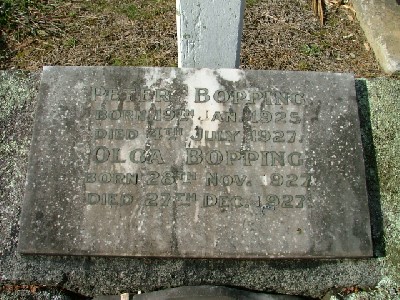 PETER BOPPING
BORN 19TH JAN. 1925
DIED 4TH JULY 1927.
OLGA BOPPING
BORN 26TH NOV. 1927
DIED 27TH DEC. 1927